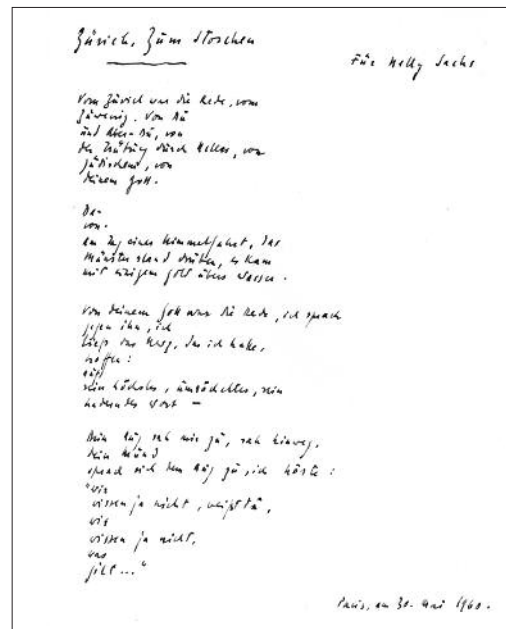 Zürich, Zum Storchen
Für Nelly Sachs
Vom Zuviel war die Rede, vom
Zuwenig. Von Du
und Aber-Du, von
der Trübung durch Helles, von
Jüdischem, von
deinem Gott.
Da-
von.
Am Tag einer Himmelfahrt, das
Münster stand drüben, es kam
mit einigem Gold übers Wasser.
Von deinem Gott war die Rede, ich sprach
gegen ihn, ich
ließ das Herz, das ich hatte,
hoffen:
auf
sein höchstes, umröcheltes, sein
haderndes Wort –
Dein Aug sah mir zu, sah hinweg,
dein Mund
sprach sich dem Aug zu, ich hörte:
"Wir
wissen ja nicht, weißt du,
wir
wissen ja nicht,
was
gilt..."
Paris, am 30. Mai 1960.